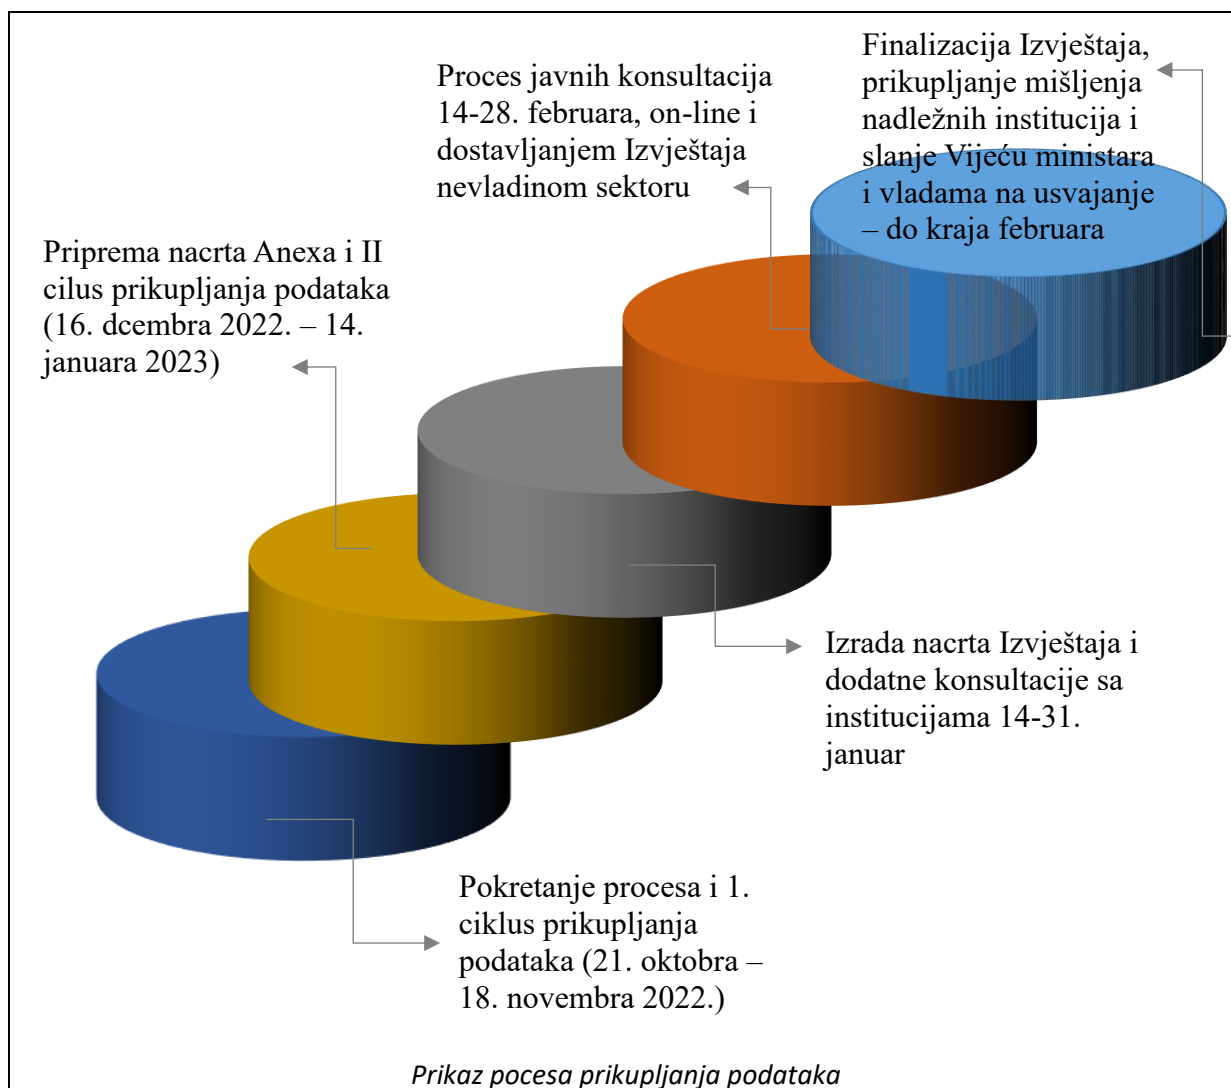 Finalizacija Izvještaja,
prikupljanje mišljenja
nadležnih institucija i
slanje Vijeću ministara
i vladama na usvajanje
– do kraja februara
Proces javnih konsultacija
14-28. februara, on-line i
dostavljanjem Izvještaja
nevladinom sektoru
Priprema nacrta Anexa i II
cilus prikupljanja podataka
(16. dcembra 2022. – 14.
januara 2023)
Izrada nacrta Izvještaja i
dodatne konsultacije sa
institucijama 14-31.
januar
Pokretanje procesa i 1.
ciklus prikupljanja
podataka (21. oktobra –
18. novembra 2022.)
Prikaz pocesa prikupljanja podataka